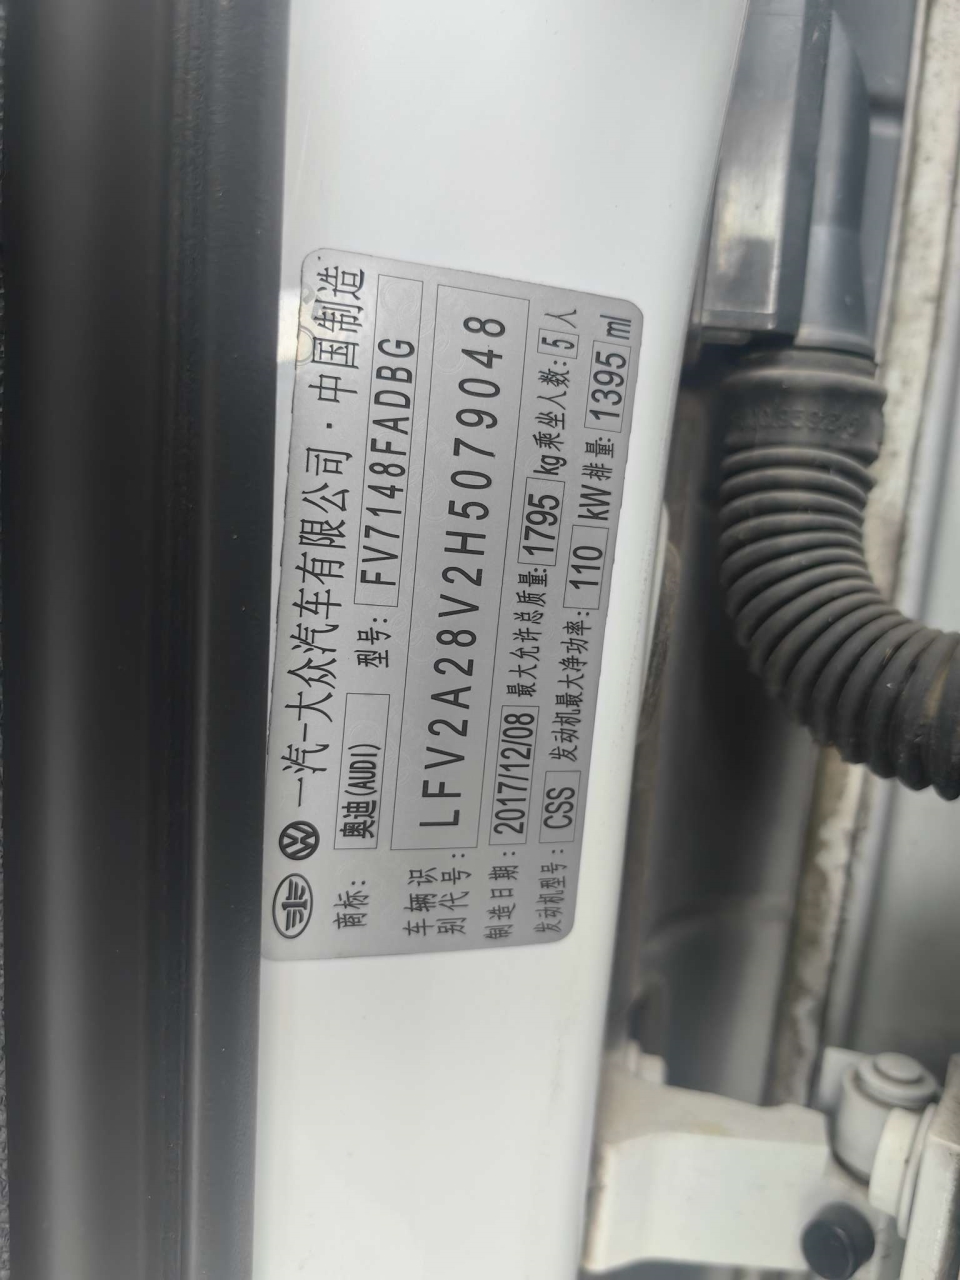 一汽-大众汽车有限公司·中国制造
商标: 奥迪(AUDI) 型号: FV7148FADBG
车辆识别代号: LFV2A28V2H5079048
制造日期: 2017/12/08 最大允许总质量: 1795 kg 乘坐人数: 5 人
发动机型号: CSS 发动机最大净功率: 110 kW 排量: 1395 ml